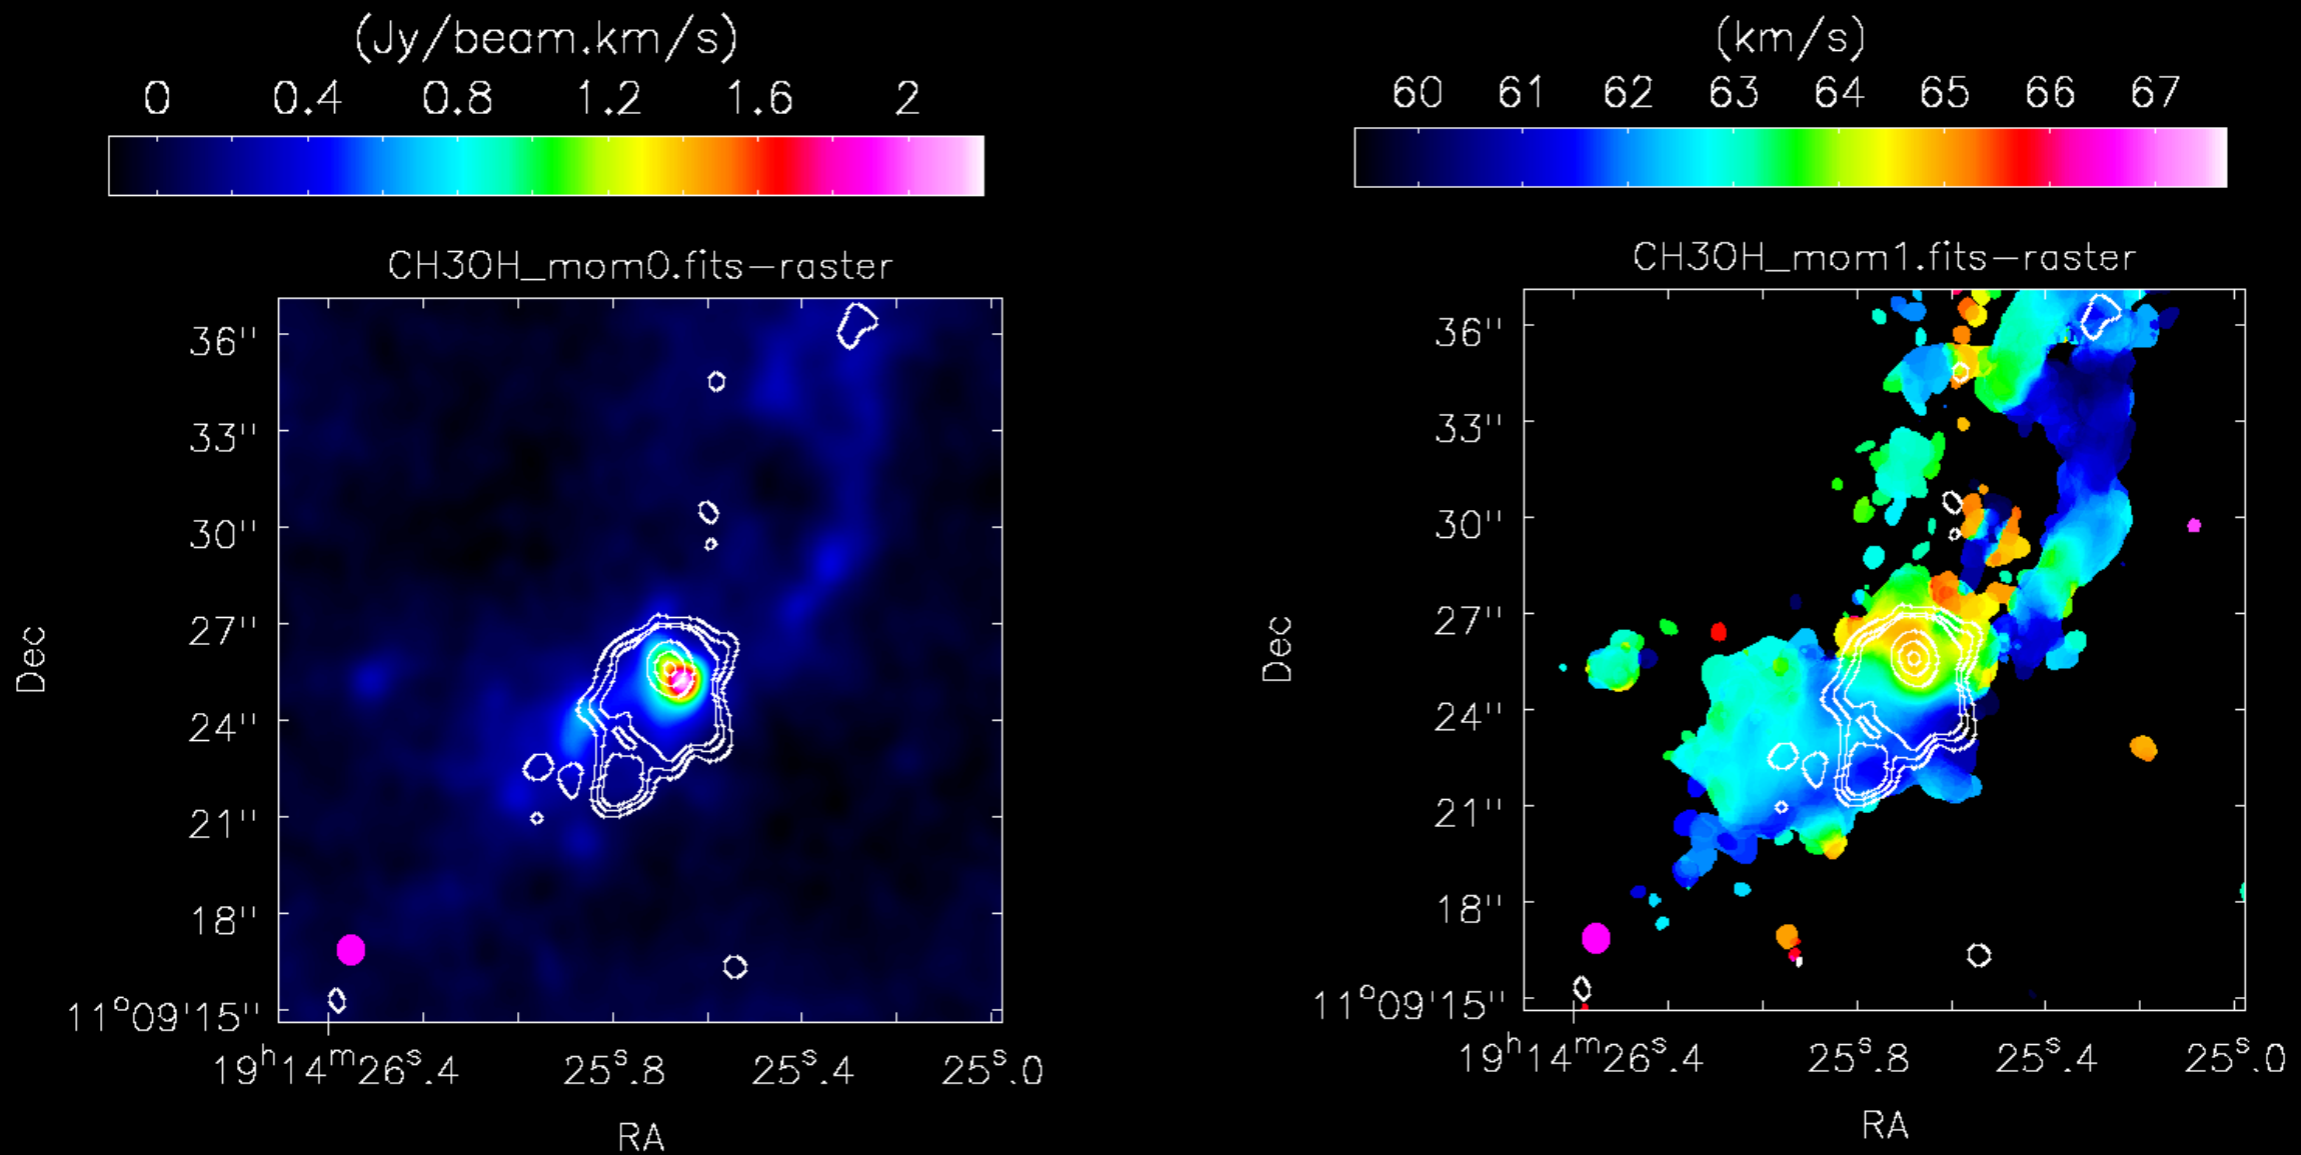 (Jy/beam.km/s)
0 0.4 0.8 1.2 1.6 2
CH3OH_mom0.fits-raster
36''
33''
30''
27''
24''
21''
18''
11°09'15''
Dec
19ʰ14ᵐ26ˢ.4 25ˢ.8 25ˢ.4 25ˢ.0
RA
(km/s)
60 61 62 63 64 65 66 67
CH3OH_mom1.fits-raster
36''
33''
30''
27''
24''
21''
18''
11°09'15''
Dec
19ʰ14ᵐ26ˢ.4 25ˢ.8 25ˢ.4 25ˢ.0
RA